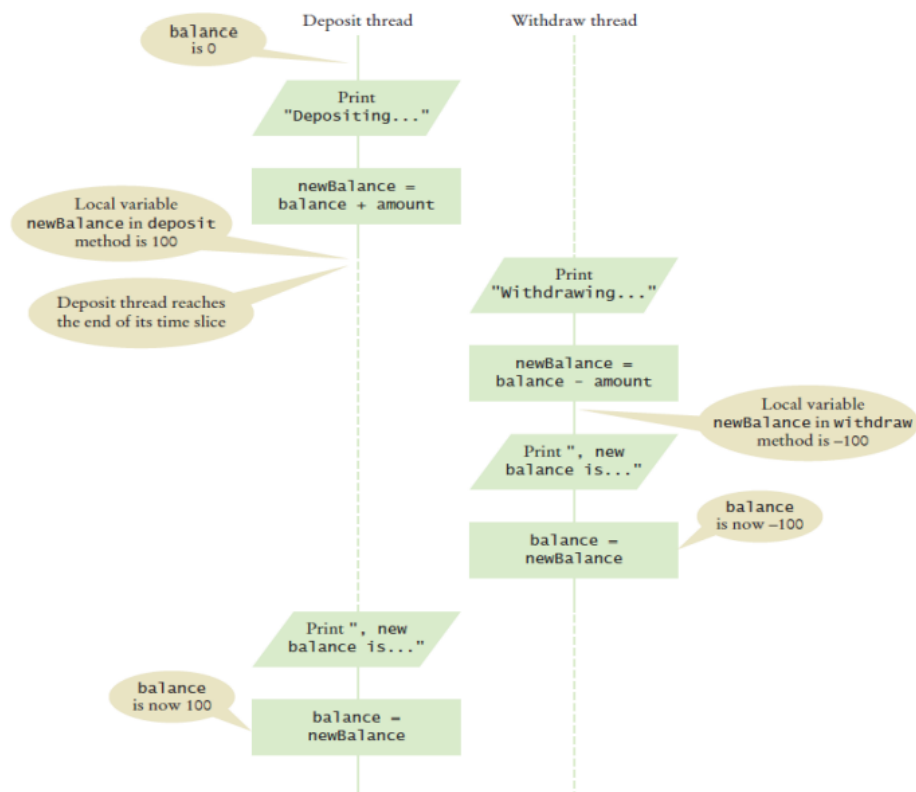 Deposit thread
Withdraw thread
balance
is 0
Print
"Depositing..."
newBalance =
balance + amount
Local variable
newBalance in deposit
method is 100
Print
"Withdrawing..."
Deposit thread reaches
the end of its time slice
newBalance =
balance – amount
Local variable
newBalance in withdraw
method is –100
Print ", new
balance is..."
balance
is now –100
balance =
newBalance
Print ", new
balance is..."
balance
is now 100
balance =
newBalance